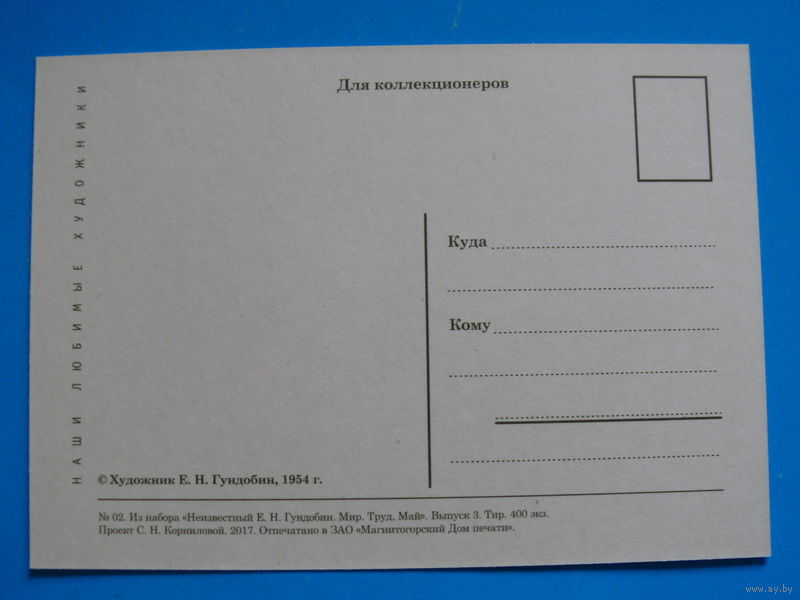 Для коллекционеров
НАШИ ЛЮБИМЫЕ ХУДОЖНИКИ
Куда
Кому
© Художник Е. Н. Гундобин, 1954 г.
№ 02. Из набора «Неизвестный Е. Н. Гундобин. Мир. Труд. Май». Выпуск 3. Тир. 400 экз.
Проект С. Н. Корниловой. 2017. Отпечатано в ЗАО «Магнитогорский Дом печати».
www.ay.by